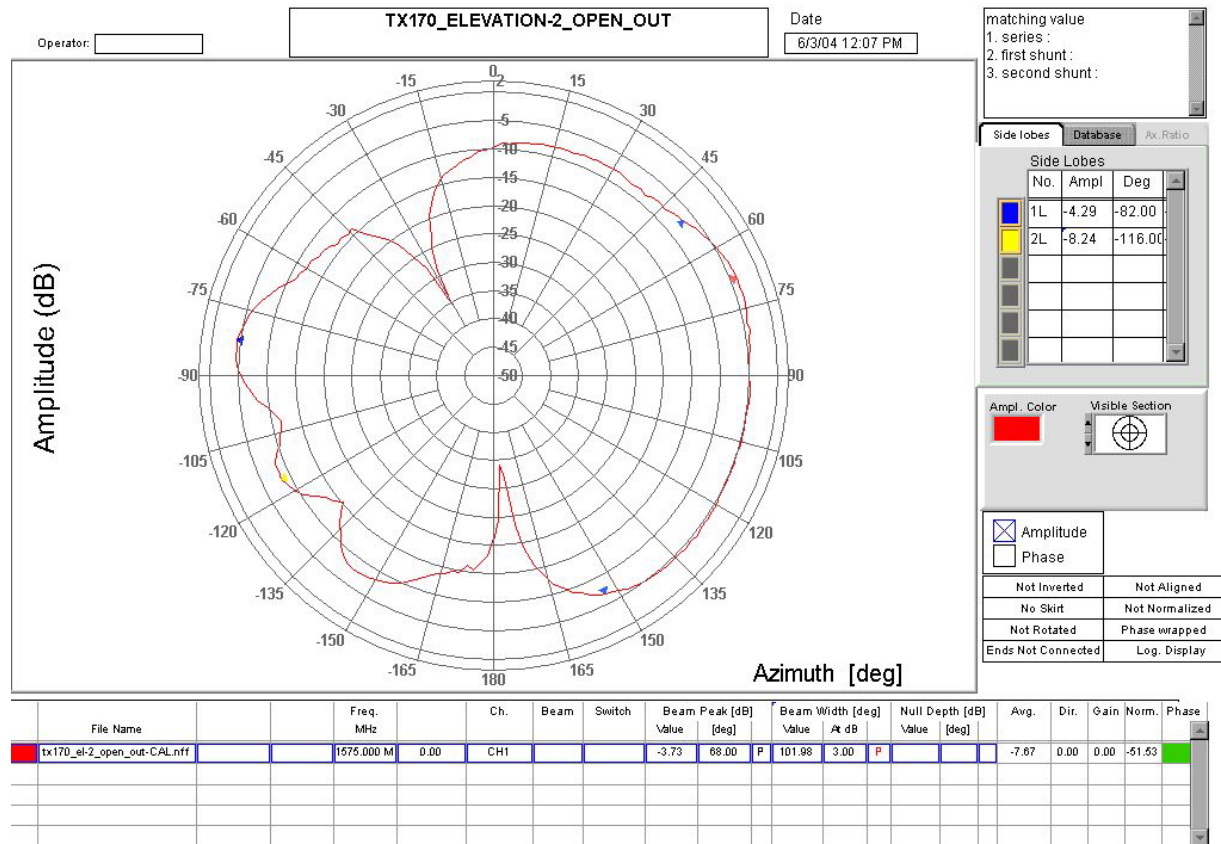 TX170_ELEVATION-2_OPEN_OUT
Operator:
Date
6/3/04 12:07 PM
matching value
1. series :
2. first shunt :
3. second shunt :
Side lobes Database Ax.Ratio
Side Lobes
No. Ampl Deg
1L -4.29 -82.00
2L -8.24 -116.00
Ampl. Color Visible Section
Amplitude
Phase
Not Inverted Not Aligned
No Skirt Not Normalized
Not Rotated Phase wrapped
Ends Not Connected Log. Display
Amplitude (dB)
Azimuth [deg]
0
15
30
45
60
75
90
105
120
135
150
165
180
-165
-150
-135
-120
-105
-90
-75
-60
-45
-30
-15
2
-5
-10
-15
-20
-25
-30
-35
-40
-45
-50
File Name Freq. MHz Ch. Beam Switch Beam Peak [dB] Value [deg] Beam Width [deg] Value At dB Null Depth [dB] Value [deg] Avg. Dir. Gain Norm. Phase
tx170_el-2_open_out-CAL.nff 1575.000 M 0.00 CH1 -3.73 68.00 P 101.98 3.00 P -7.67 0.00 0.00 -51.53